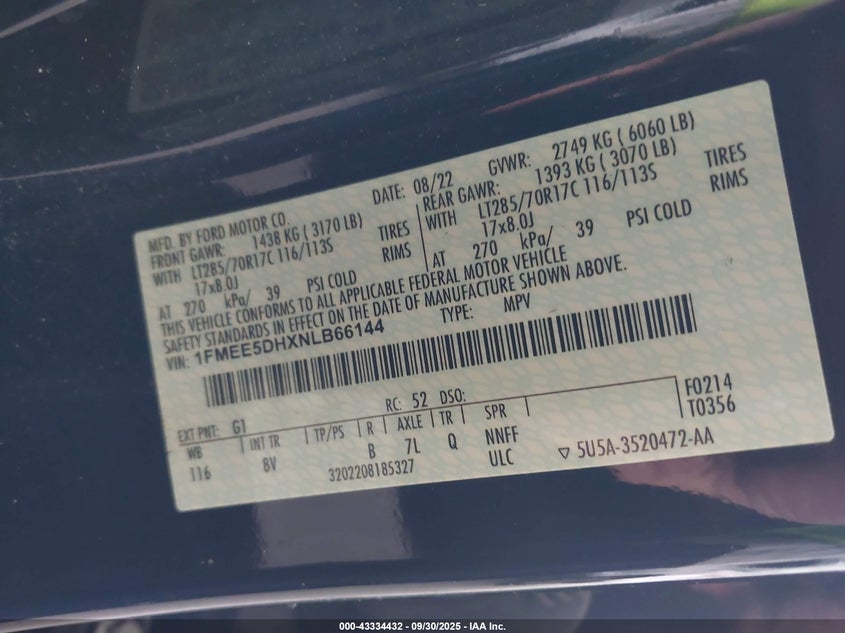 MFD. BY FORD MOTOR CO.
DATE: 08/22
GVWR: 2749 KG ( 6060 LB)
FRONT GAWR: 1438 KG ( 3170 LB)
WITH LT285/70R17C 116/113S TIRES
17x8.0J RIMS
AT 270 kPa/ 39 PSI COLD
REAR GAWR: 1393 KG ( 3070 LB)
WITH LT285/70R17C 116/113S TIRES
17x8.0J RIMS
AT 270 kPa/ 39 PSI COLD
THIS VEHICLE CONFORMS TO ALL APPLICABLE FEDERAL MOTOR VEHICLE
SAFETY STANDARDS IN EFFECT ON THE DATE OF MANUFACTURE SHOWN ABOVE.
VIN: 1FMEE5DHXNLB66144
TYPE: MPV
EXT PNT: G1 RC: 52 DSO:
F0214
T0356
WB INT TR TP/PS R AXLE TR SPR
116 8V B 7L Q NNFF
3202208185327 ULC
5U5A-3520472-AA
000-43334432 - 09/30/2025 - IAA Inc.